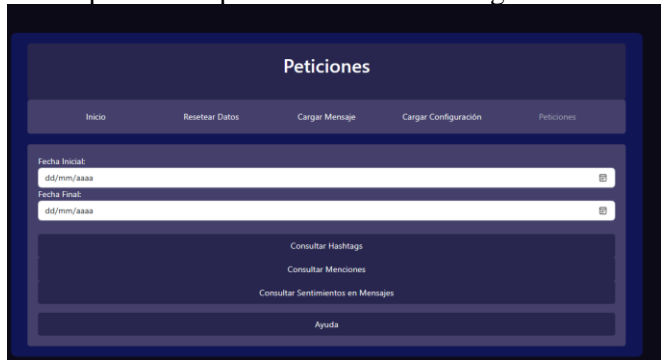 Peticiones
Inicio Resetear Datos Cargar Mensaje Cargar Configuración Peticiones
Fecha Inicial:
dd/mm/aaaa
Fecha Final:
dd/mm/aaaa
Consultar Hashtags
Consultar Menciones
Consultar Sentimientos en Mensajes
Ayuda